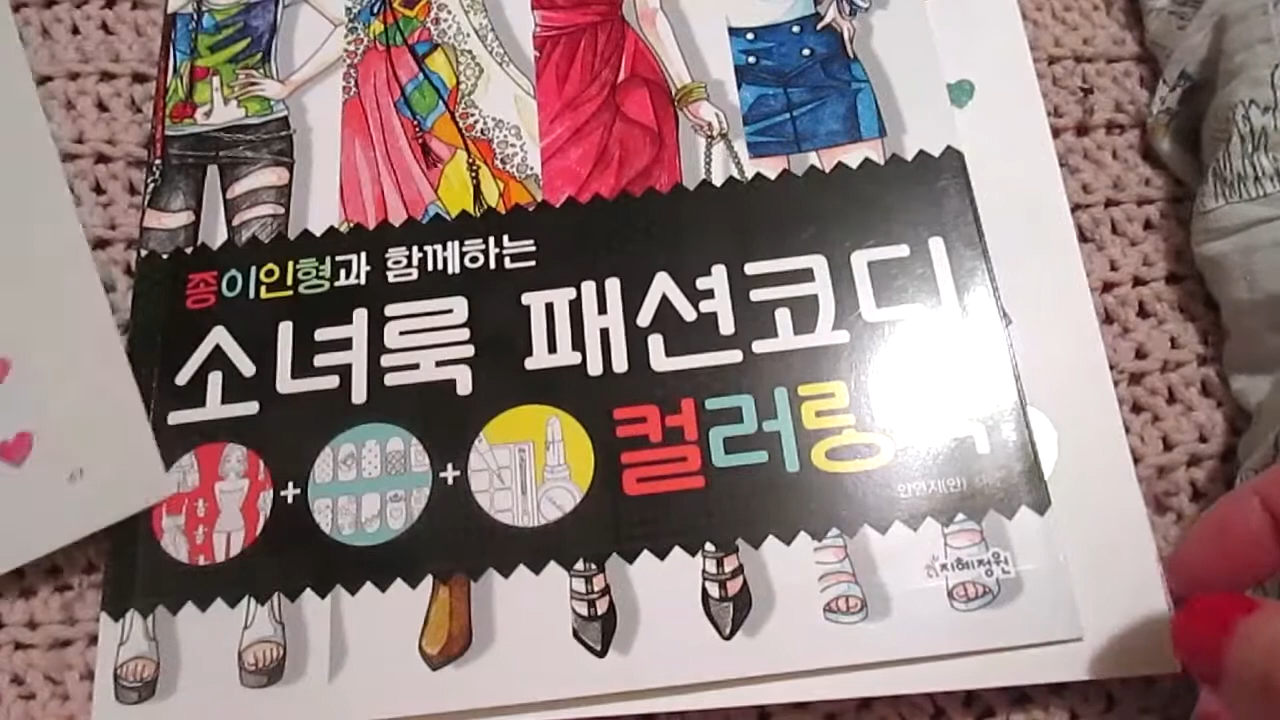 종이인형과 함께하는
소녀룩 패션코디
컬러링
지혜정원